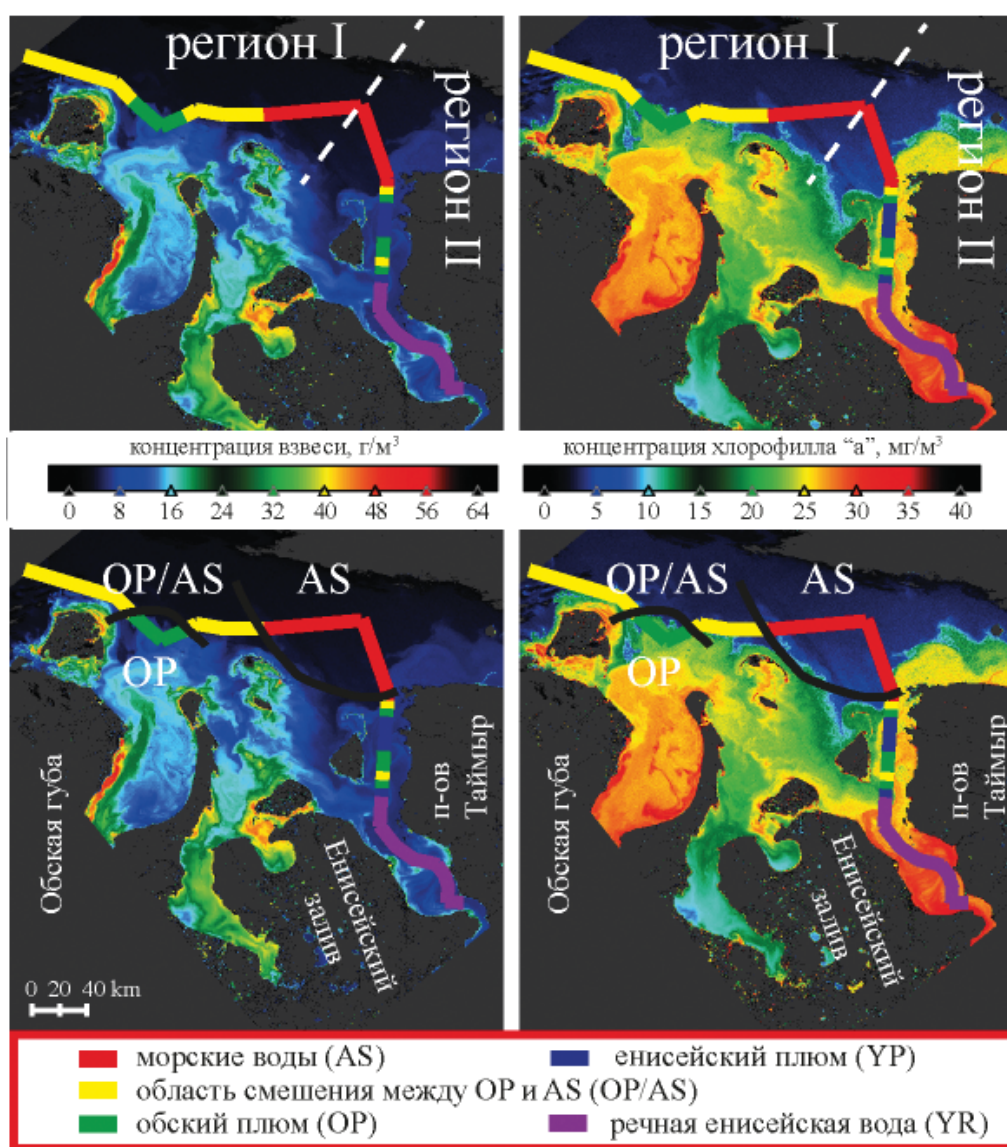 регион I
регион II
регион I
регион II
концентрация взвеси, г/м³
0 8 16 24 32 40 48 56 64
концентрация хлорофилла “а”, мг/м³
0 5 10 15 20 25 30 35 40
OP/AS
AS
OP
Обская губа
Енисейский
залив
п-ов
Таймыр
0 20 40 km
OP/AS
AS
OP
Обская губа
Енисейский
залив
п-ов
Таймыр
морские воды (AS)
енисейский плюм (YP)
область смешения между OP и AS (OP/AS)
обский плюм (OP)
речная енисейская вода (YR)